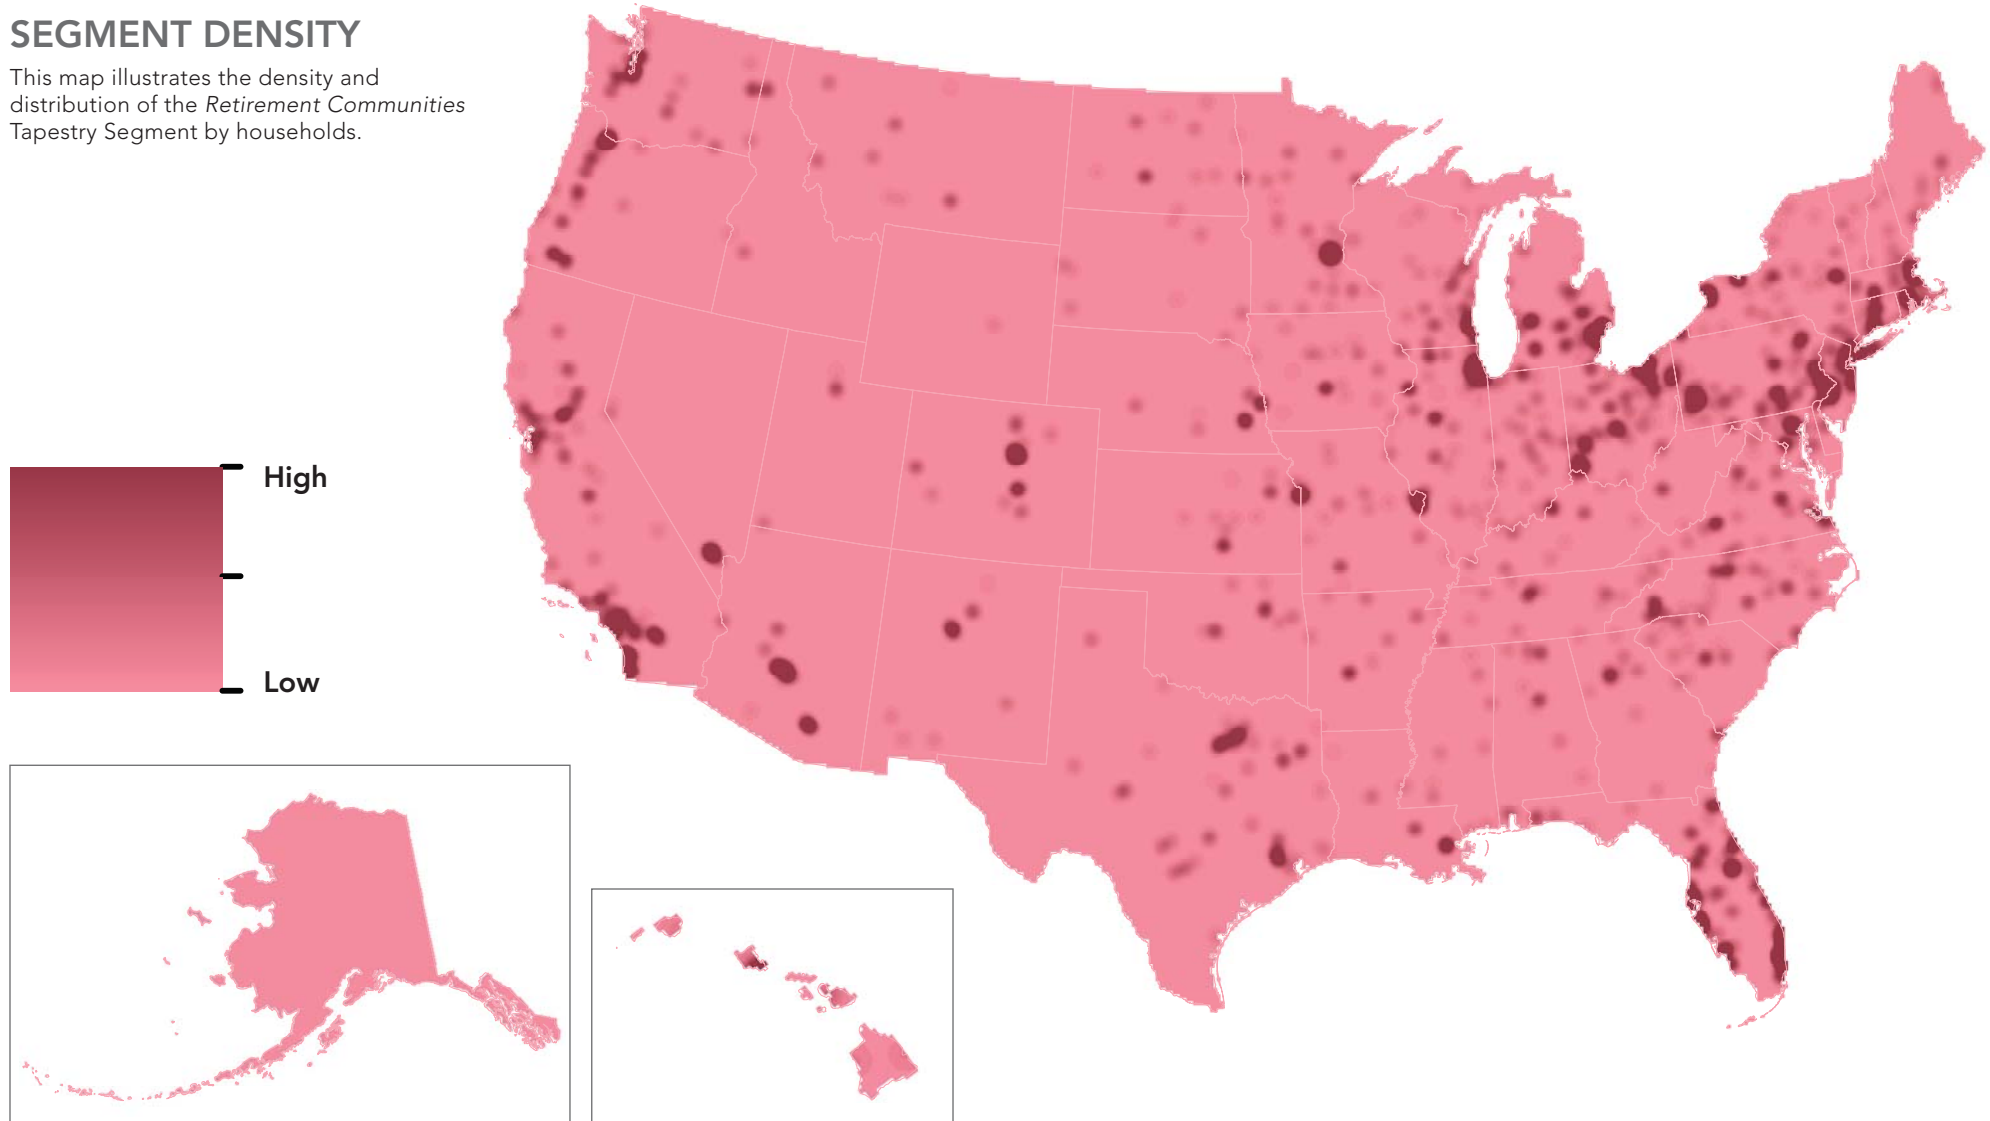 SEGMENT DENSITY
This map illustrates the density and
distribution of the Retirement Communities
Tapestry Segment by households.
High
Low